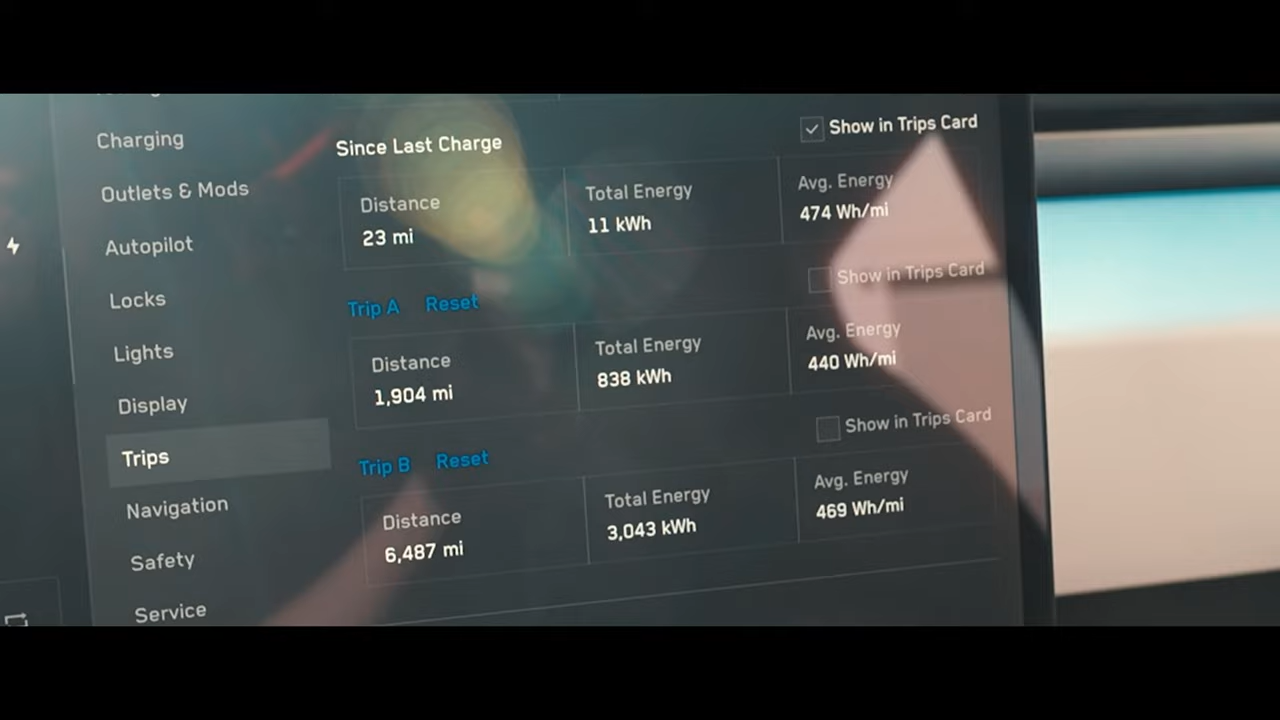 Charging
Outlets & Mods
Autopilot
Locks
Lights
Display
Trips
Navigation
Safety
Service
Since Last Charge
Show in Trips Card
Distance
23 mi
Total Energy
11 kWh
Avg. Energy
474 Wh/mi
Trip A Reset
Show in Trips Card
Distance
1,904 mi
Total Energy
838 kWh
Avg. Energy
440 Wh/mi
Trip B Reset
Show in Trips Card
Distance
6,487 mi
Total Energy
3,043 kWh
Avg. Energy
469 Wh/mi